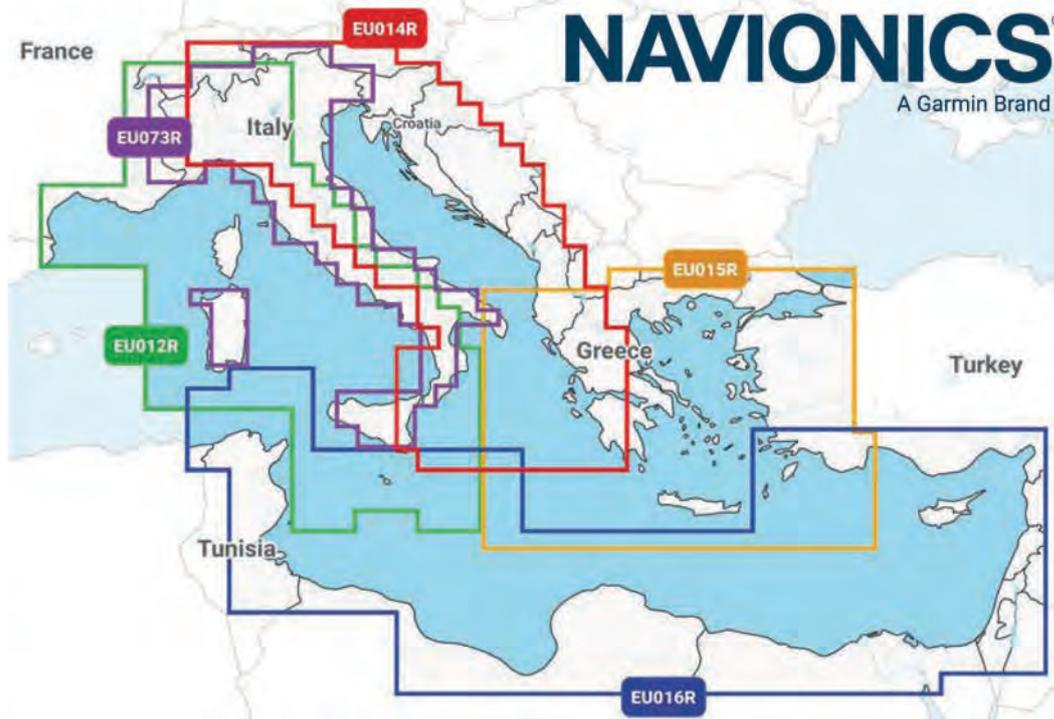 EU014R
NAVIONICS
France
A Garmin Brand
Italy
Croatia
EU073R
EU015R
EU012R
Greece
Turkey
Tunisia
EU016R